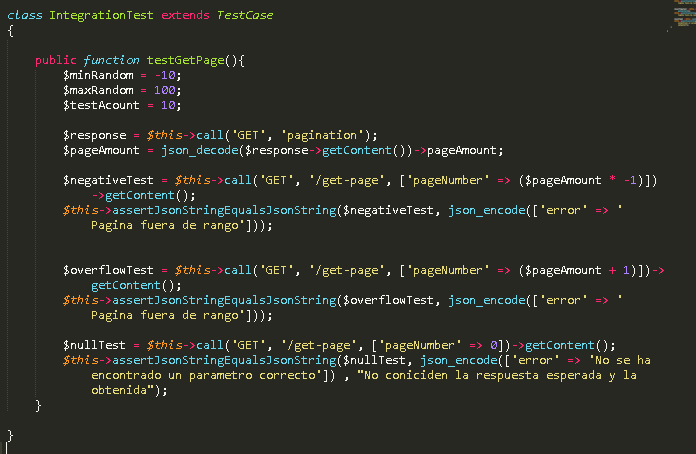 class IntegrationTest extends TestCase
{
public function testGetPage(){
$minRandom = -10;
$maxRandom = 100;
$testAcount = 10;
$response = $this->call('GET', 'pagination');
$pageAmount = json_decode($response->getContent())->pageAmount;
$negativeTest = $this->call('GET', '/get-page', ['pageNumber' => ($pageAmount * -1)])
->getContent();
$this->assertJsonStringEqualsJsonString($negativeTest, json_encode(['error' => '
Pagina fuera de rango']));
$overflowTest = $this->call('GET', '/get-page', ['pageNumber' => ($pageAmount + 1)])->
getContent();
$this->assertJsonStringEqualsJsonString($overflowTest, json_encode(['error' => '
Pagina fuera de rango']));
$nullTest = $this->call('GET', '/get-page', ['pageNumber' => 0])->getContent();
$this->assertJsonStringEqualsJsonString($nullTest, json_encode(['error' => 'No se ha
encontrado un parametro correcto']) , "No coniciden la respuesta esperada y la
obtenida");
}
}